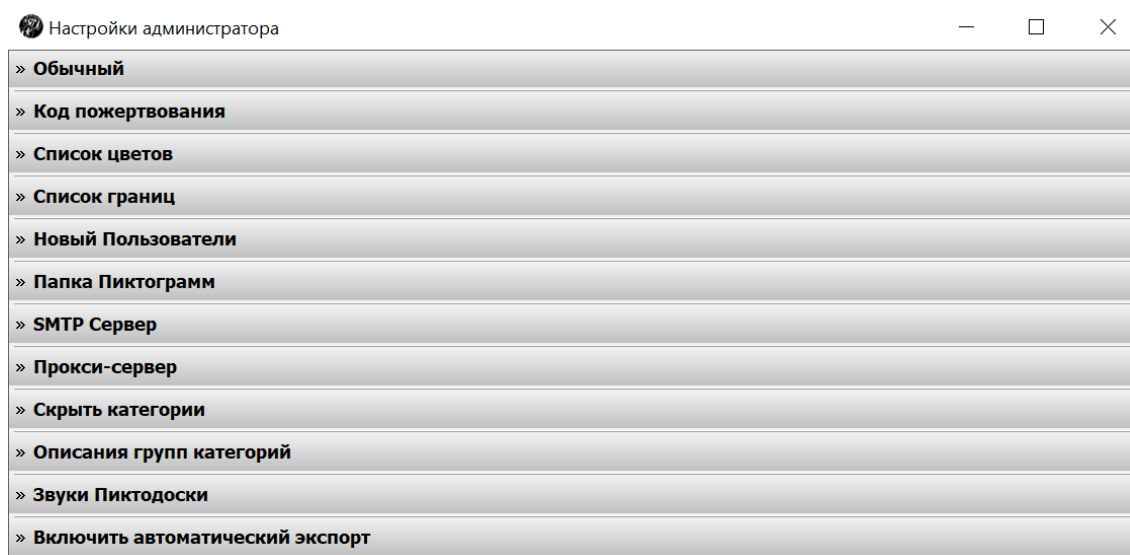 Настройки администратора
» Обычный
» Код пожертвования
» Список цветов
» Список границ
» Новый Пользователи
» Папка Пиктограмм
» SMTP Сервер
» Прокси-сервер
» Скрыть категории
» Описания групп категорий
» Звуки Пиктодоски
» Включить автоматический экспорт